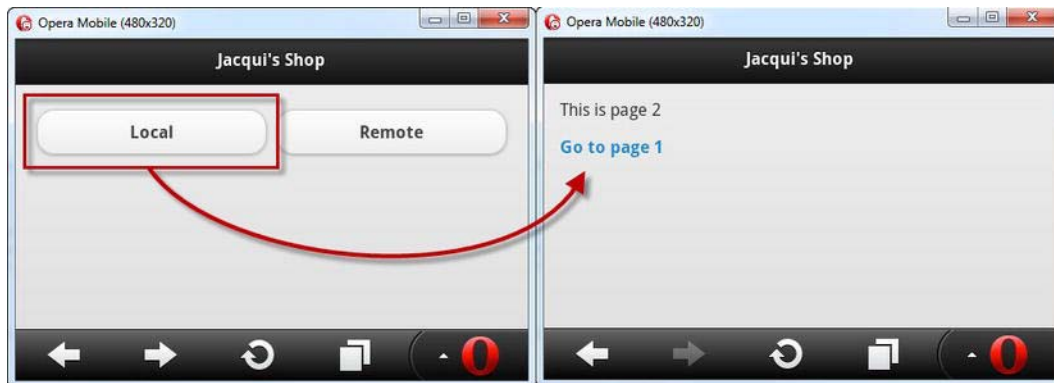 Opera Mobile (480x320)
Jacqui's Shop
Local Remote
Opera Mobile (480x320)
Jacqui's Shop
This is page 2
Go to page 1